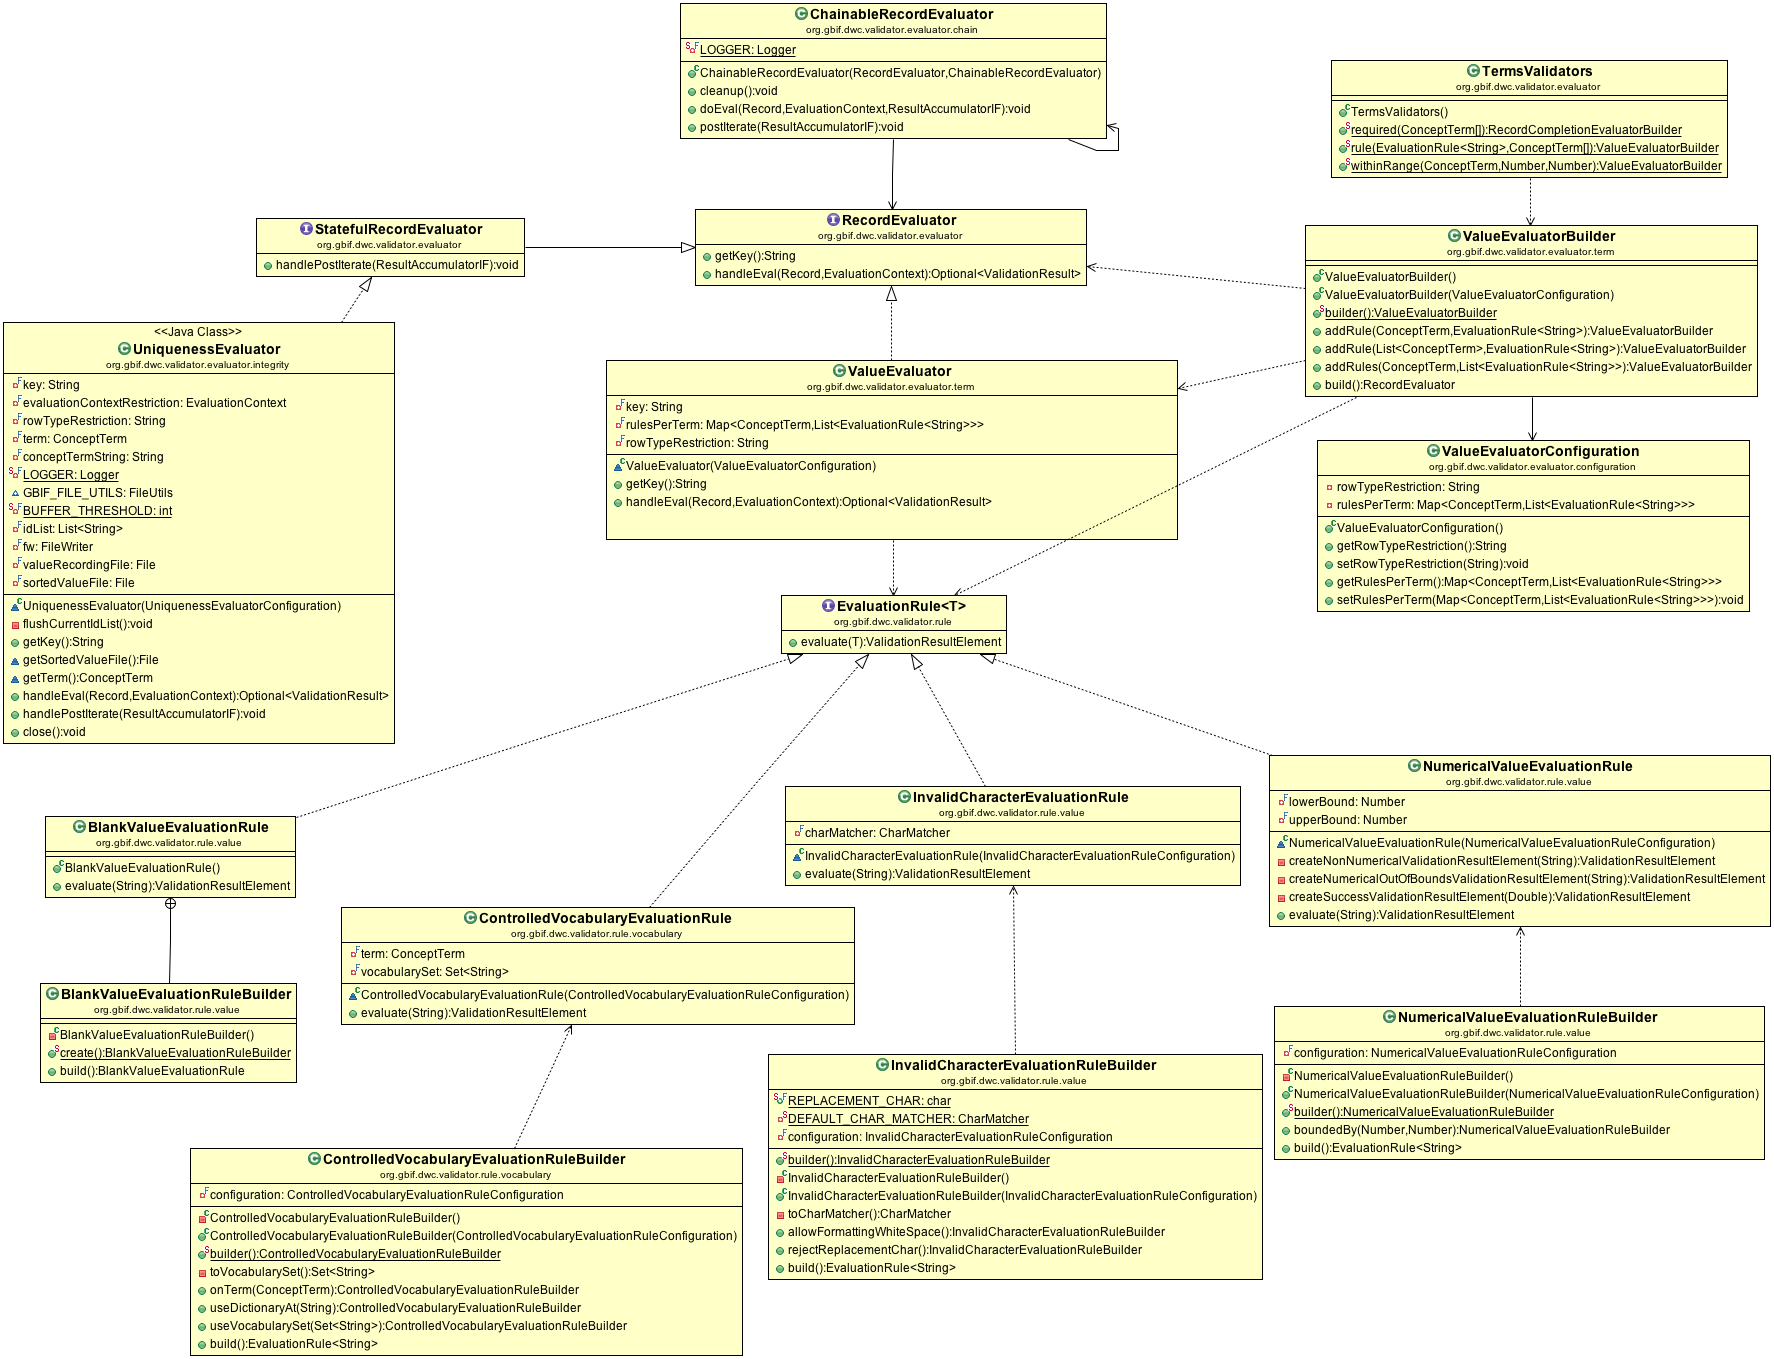 ChainableRecordEvaluator
org.gbif.dwc.validator.evaluator.chain
LOGGER: Logger
ChainableRecordEvaluator(RecordEvaluator,ChainableRecordEvaluator)
cleanup():void
doEval(Record,EvaluationContext,ResultAccumulatorIF):void
postIterate(ResultAccumulatorIF):void
TermsValidators
org.gbif.dwc.validator.evaluator
TermsValidators()
required(ConceptTerm[]):RecordCompletionEvaluatorBuilder
rule(EvaluationRule<String>,ConceptTerm[]):ValueEvaluatorBuilder
withinRange(ConceptTerm,Number,Number):ValueEvaluatorBuilder
StatefulRecordEvaluator
org.gbif.dwc.validator.evaluator
handlePostIterate(ResultAccumulatorIF):void
RecordEvaluator
org.gbif.dwc.validator.evaluator
getKey():String
handleEval(Record,EvaluationContext):Optional<ValidationResult>
ValueEvaluatorBuilder
org.gbif.dwc.validator.evaluator.term
ValueEvaluatorBuilder()
ValueEvaluatorBuilder(ValueEvaluatorConfiguration)
builder():ValueEvaluatorBuilder
addRule(ConceptTerm,EvaluationRule<String>):ValueEvaluatorBuilder
addRule(List<ConceptTerm>,EvaluationRule<String>):ValueEvaluatorBuilder
addRules(ConceptTerm,List<EvaluationRule<String>>):ValueEvaluatorBuilder
build():RecordEvaluator
<<Java Class>>
UniquenessEvaluator
org.gbif.dwc.validator.evaluator.integrity
key: String
evaluationContextRestriction: EvaluationContext
rowTypeRestriction: String
term: ConceptTerm
conceptTermString: String
LOGGER: Logger
GBIF_FILE_UTILS: FileUtils
BUFFER_THRESHOLD: int
idList: List<String>
fw: FileWriter
valueRecordingFile: File
sortedValueFile: File
UniquenessEvaluator(UniquenessEvaluatorConfiguration)
flushCurrentIdList():void
getKey():String
getSortedValueFile():File
getTerm():ConceptTerm
handleEval(Record,EvaluationContext):Optional<ValidationResult>
handlePostIterate(ResultAccumulatorIF):void
close():void
ValueEvaluator
org.gbif.dwc.validator.evaluator.term
key: String
rulesPerTerm: Map<ConceptTerm,List<EvaluationRule<String>>>
rowTypeRestriction: String
ValueEvaluator(ValueEvaluatorConfiguration)
getKey():String
handleEval(Record,EvaluationContext):Optional<ValidationResult>
ValueEvaluatorConfiguration
org.gbif.dwc.validator.evaluator.configuration
rowTypeRestriction: String
rulesPerTerm: Map<ConceptTerm,List<EvaluationRule<String>>>
ValueEvaluatorConfiguration()
getRowTypeRestriction():String
setRowTypeRestriction(String):void
getRulesPerTerm():Map<ConceptTerm,List<EvaluationRule<String>>>
setRulesPerTerm(Map<ConceptTerm,List<EvaluationRule<String>>>):void
EvaluationRule<T>
org.gbif.dwc.validator.rule
evaluate(T):ValidationResultElement
BlankValueEvaluationRule
org.gbif.dwc.validator.rule.value
BlankValueEvaluationRule()
evaluate(String):ValidationResultElement
InvalidCharacterEvaluationRule
org.gbif.dwc.validator.rule.value
charMatcher: CharMatcher
InvalidCharacterEvaluationRule(InvalidCharacterEvaluationRuleConfiguration)
evaluate(String):ValidationResultElement
NumericalValueEvaluationRule
org.gbif.dwc.validator.rule.value
lowerBound: Number
upperBound: Number
NumericalValueEvaluationRule(NumericalValueEvaluationRuleConfiguration)
createNonNumericalValidationResultElement(String):ValidationResultElement
createNumericalOutOfBoundsValidationResultElement(String):ValidationResultElement
createSuccessValidationResultElement(Double):ValidationResultElement
evaluate(String):ValidationResultElement
ControlledVocabularyEvaluationRule
org.gbif.dwc.validator.rule.vocabulary
term: ConceptTerm
vocabularySet: Set<String>
ControlledVocabularyEvaluationRule(ControlledVocabularyEvaluationRuleConfiguration)
evaluate(String):ValidationResultElement
BlankValueEvaluationRuleBuilder
org.gbif.dwc.validator.rule.value
BlankValueEvaluationRuleBuilder()
create():BlankValueEvaluationRuleBuilder
build():BlankValueEvaluationRule
InvalidCharacterEvaluationRuleBuilder
org.gbif.dwc.validator.rule.value
REPLACEMENT_CHAR: char
DEFAULT_CHAR_MATCHER: CharMatcher
configuration: InvalidCharacterEvaluationRuleConfiguration
builder():InvalidCharacterEvaluationRuleBuilder
InvalidCharacterEvaluationRuleBuilder()
InvalidCharacterEvaluationRuleBuilder(InvalidCharacterEvaluationRuleConfiguration)
toCharMatcher():CharMatcher
allowFormattingWhiteSpace():InvalidCharacterEvaluationRuleBuilder
rejectReplacementChar():InvalidCharacterEvaluationRuleBuilder
build():EvaluationRule<String>
NumericalValueEvaluationRuleBuilder
org.gbif.dwc.validator.rule.value
configuration: NumericalValueEvaluationRuleConfiguration
NumericalValueEvaluationRuleBuilder()
NumericalValueEvaluationRuleBuilder(NumericalValueEvaluationRuleConfiguration)
builder():NumericalValueEvaluationRuleBuilder
boundedBy(Number,Number):NumericalValueEvaluationRuleBuilder
build():EvaluationRule<String>
ControlledVocabularyEvaluationRuleBuilder
org.gbif.dwc.validator.rule.vocabulary
configuration: ControlledVocabularyEvaluationRuleConfiguration
ControlledVocabularyEvaluationRuleBuilder()
ControlledVocabularyEvaluationRuleBuilder(ControlledVocabularyEvaluationRuleConfiguration)
builder():ControlledVocabularyEvaluationRuleBuilder
toVocabularySet():Set<String>
onTerm(ConceptTerm):ControlledVocabularyEvaluationRuleBuilder
useDictionaryAt(String):ControlledVocabularyEvaluationRuleBuilder
useVocabularySet(Set<String>):ControlledVocabularyEvaluationRuleBuilder
build():EvaluationRule<String>